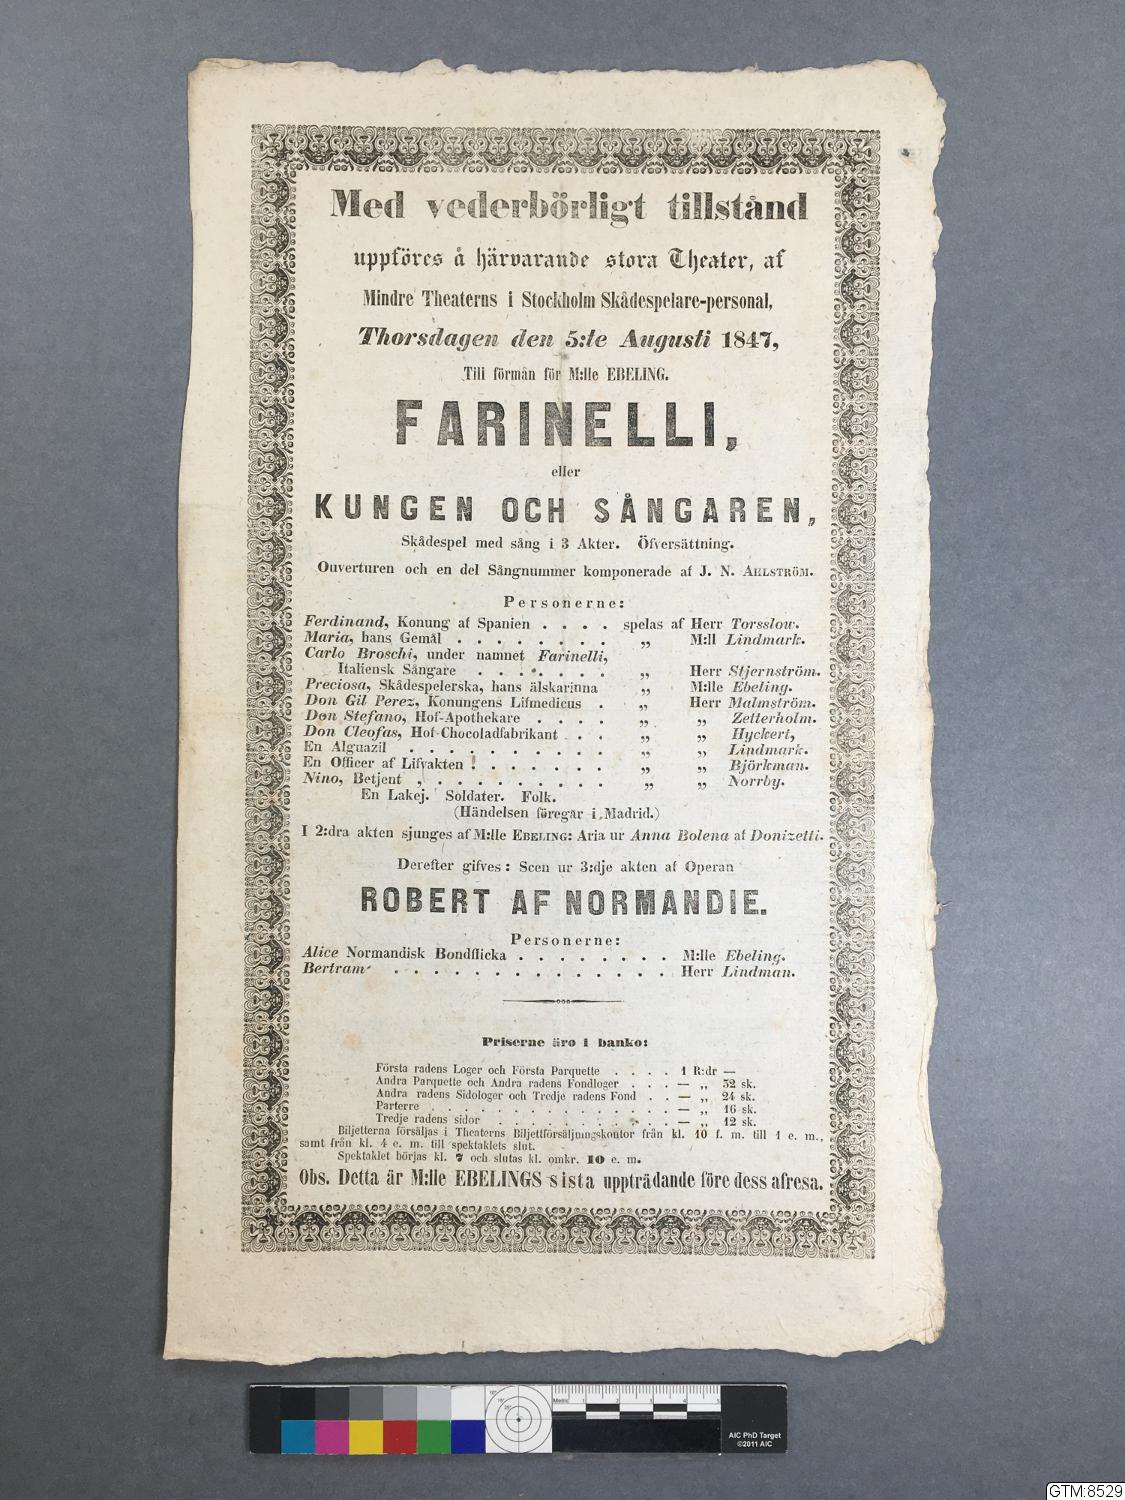 Med vederbörligt tillstånd
uppföres å härvarande stora Theater, af
Mindre Theaterns i Stockholm Skådespelare-personal,
Thorsdagen den 5:te Augusti 1847,
Till förmån för M:lle EBELING.
FARINELLI,
eller
KUNGEN OCH SÅNGAREN,
Skådespel med sång i 3 Akter. Öfversättning.
Ouverturen och en del Sångnummer komponerade af J. N. AHLSTRÖM.
Personerne:
Ferdinand, Konung af Spanien . . . . spelas af Herr Torsslow.
Maria, hans Gemål . . . . . . . . „ M:ll Lindmark.
Carlo Broschi, under namnet Farinelli,
Italiensk Sångare . . . . . . . „ Herr Stjernström.
Preciosa, Skådespelerska, hans älskarinna „ M:lle Ebeling.
Don Gil Perez, Konungens Lifmedicus . „ Herr Malmström.
Don Stefano, Hof-Apothekare . . . . „ „ Zetterholm.
Don Cleofas, Hof-Chocoladfabrikant . . „ „ Hyckert,
En Alguazil . . . . . . . . . . „ „ Lindmark.
En Officer af Lifvakten . . . . . . . „ „ Björkman.
Nino, Betjent . . . . . . . . . . „ „ Norrby.
En Lakej. Soldater. Folk.
(Händelsen föregår i Madrid.)
I 2:dra akten sjunges af M:lle EBELING: Aria ur Anna Bolena af Donizetti.
Derefter gifves: Scen ur 3:dje akten af Operan
ROBERT AF NORMANDIE.
Personerne:
Alice Normandisk Bondflicka . . . . . . . . M:lle Ebeling.
Bertram . . . . . . . . . . . . . . Herr Lindman.
Priserne äro i banko:
Första radens Loger och Första Parquette . . . . 1 R:dr —
Andra Parquette och Andra radens Fondloger . . . — „ 32 sk.
Andra radens Sidologer och Tredje radens Fond . . — „ 24 sk.
Parterre . . . . . . . . . . . . . . . — „ 16 sk.
Tredje radens sidor . . . . . . . . . . . — „ 12 sk.
Biljetterna försäljas i Theaterns Biljettförsäljningskontor från kl. 10 f. m. till 1 e. m.,
samt från kl. 4 e. m. till spektaklets slut.
Spektaklet börjas kl. 7 och slutas kl. omkr. 10 e. m.
Obs. Detta är M:lle EBELINGS sista uppträdande före dess afresa.
AIC PhD Target
©2011 AIC
GTM:8529